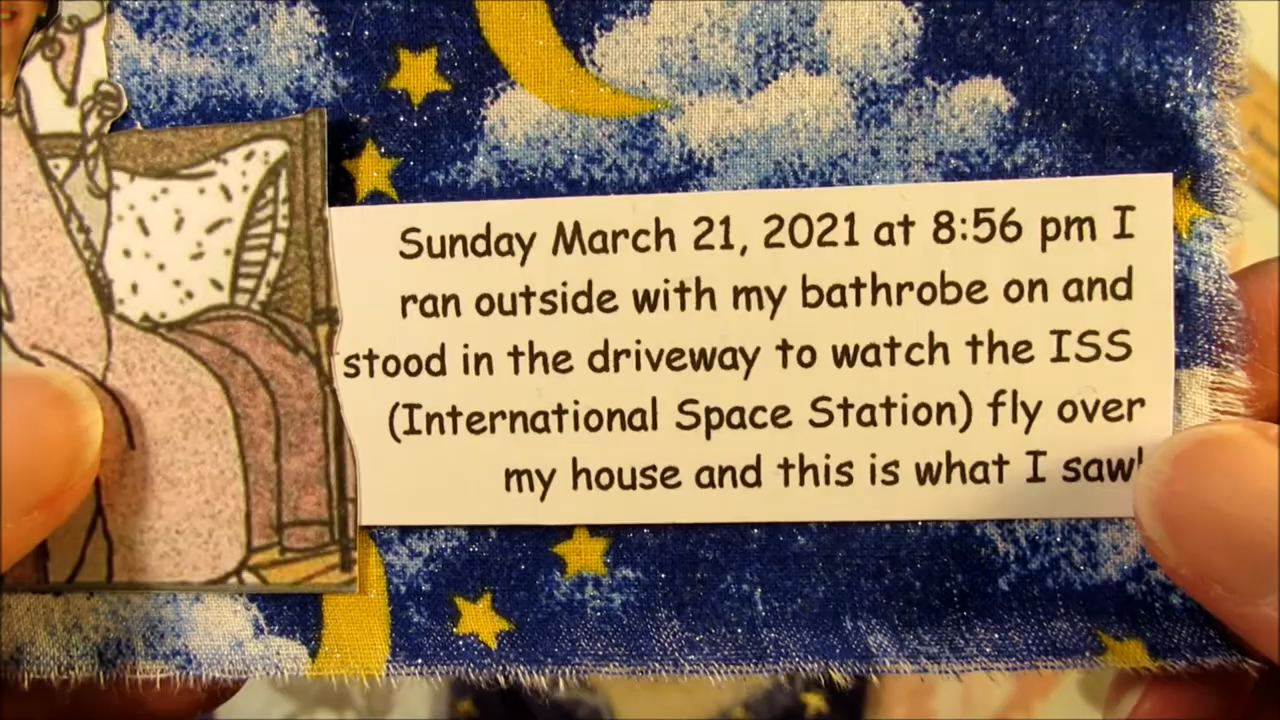 Sunday March 21, 2021 at 8:56 pm I
ran outside with my bathrobe on and
stood in the driveway to watch the ISS
(International Space Station) fly over
my house and this is what I saw!